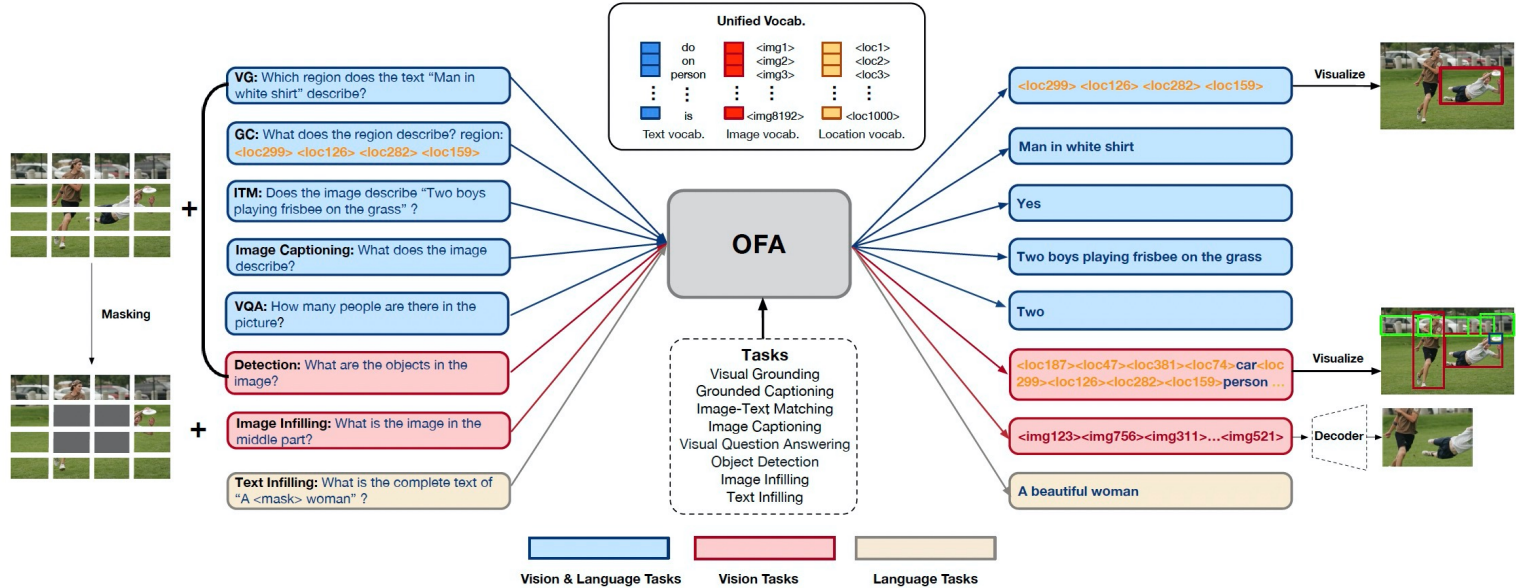 Unified Vocab.
do
on
person
is
Text vocab.
<img1>
<img2>
<img3>
<img8192>
Image vocab.
<loc1>
<loc2>
<loc3>
<loc1000>
Location vocab.
Masking
+
+
VG: Which region does the text “Man in
white shirt” describe?
GC: What does the region describe? region:
<loc299> <loc126> <loc282> <loc159>
ITM: Does the image describe “Two boys
playing frisbee on the grass” ?
Image Captioning: What does the image
describe?
VQA: How many people are there in the
picture?
Detection: What are the objects in the
image?
Image Infilling: What is the image in the
middle part?
Text Infilling: What is the complete text of
“A <mask> woman” ?
OFA
Tasks
Visual Grounding
Grounded Captioning
Image-Text Matching
Image Captioning
Visual Question Answering
Object Detection
Image Infilling
Text Infilling
<loc299> <loc126> <loc282> <loc159>
Visualize
Man in white shirt
Yes
Two boys playing frisbee on the grass
Two
<loc187><loc47><loc381><loc74>car<loc
299><loc126><loc282><loc159>person ...
Visualize
<img123><img756><img311>...<img521>
Decoder
A beautiful woman
Vision & Language Tasks
Vision Tasks
Language Tasks